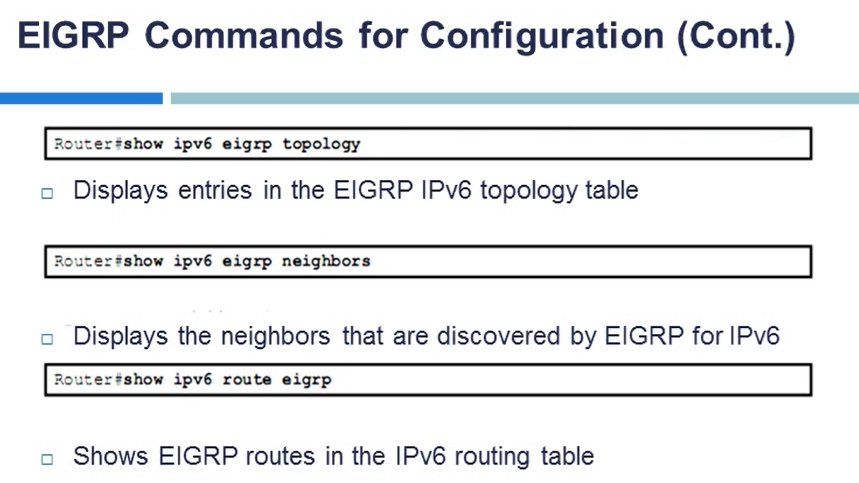 EIGRP Commands for Configuration (Cont.)
Router#show ipv6 eigrp topology
Displays entries in the EIGRP IPv6 topology table
Router#show ipv6 eigrp neighbors
Displays the neighbors that are discovered by EIGRP for IPv6
Router#show ipv6 route eigrp
Shows EIGRP routes in the IPv6 routing table